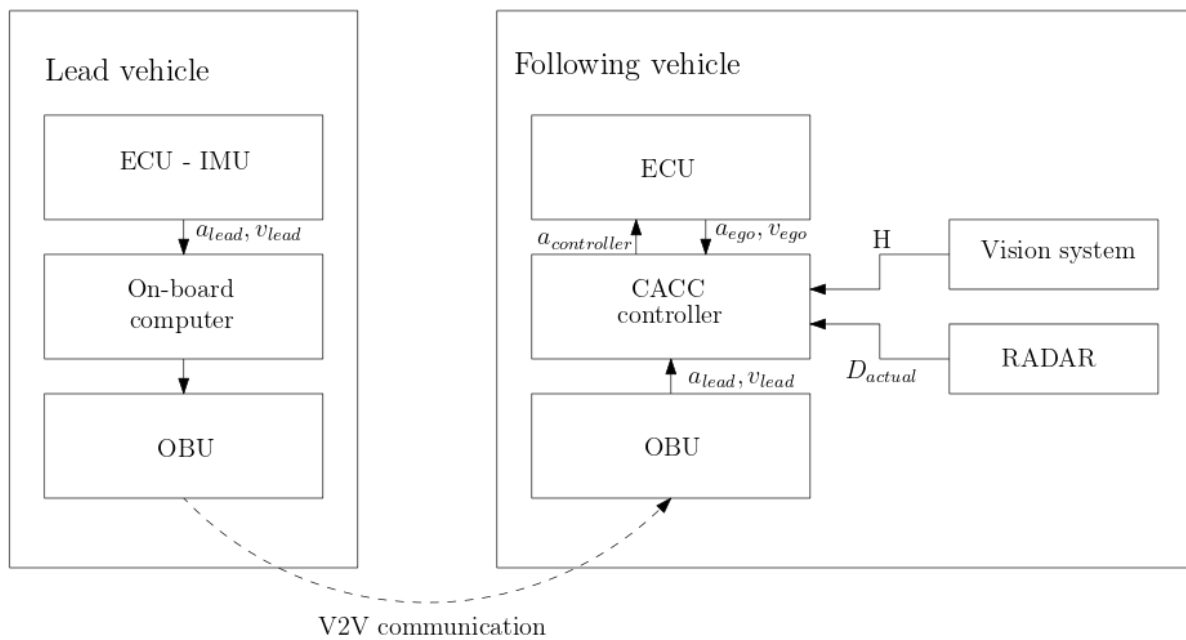 Lead vehicle
ECU - IMU
a_lead, v_lead
On-board
computer
OBU
Following vehicle
ECU
a_controller
a_ego, v_ego
CACC
controller
a_lead, v_lead
OBU
H
Vision system
D_actual
RADAR
V2V communication